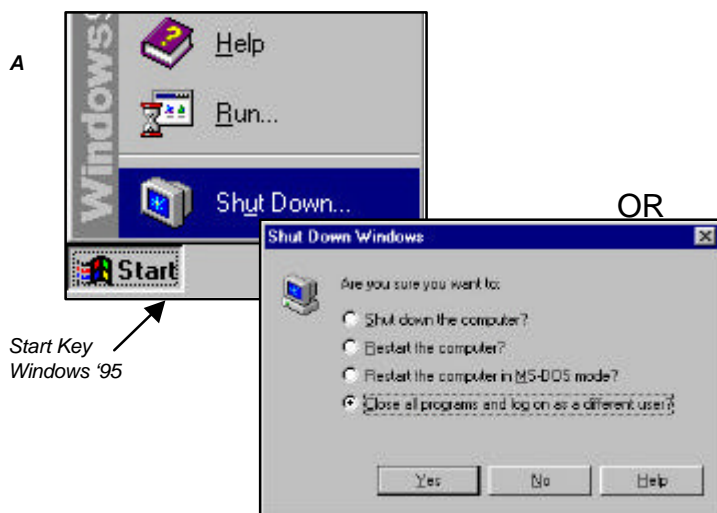 A
Windows9
Help
Run...
Shut Down...
OR
Start
Start Key
Windows ‘95
Shut Down Windows
Are you sure you want to:
Shut down the computer?
Restart the computer?
Restart the computer in MS-DOS mode?
Close all programs and log on as a different user?
Yes
No
Help